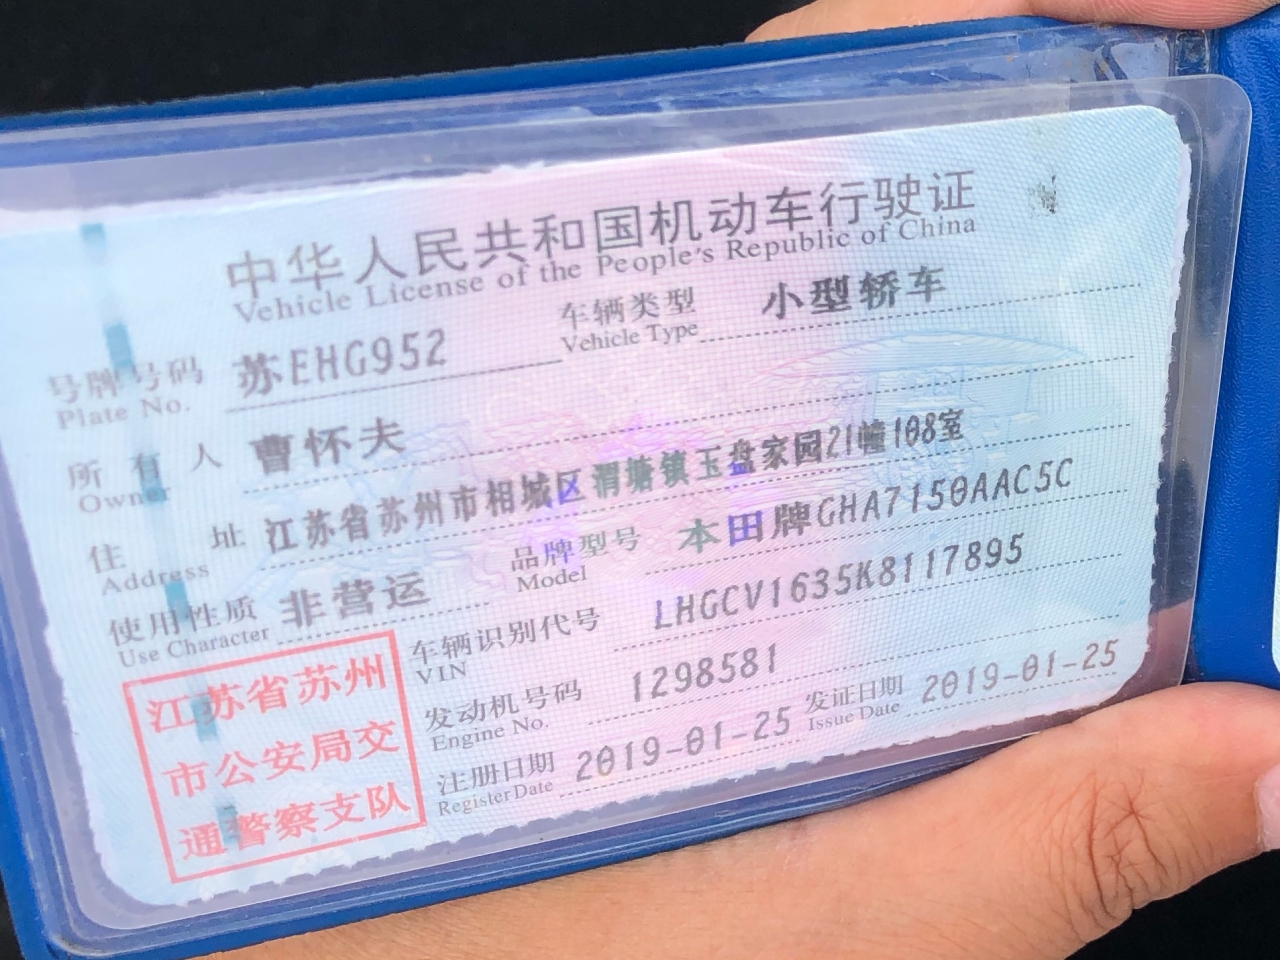 中华人民共和国机动车行驶证
Vehicle License of the People's Republic of China
号牌号码 苏EHG952 车辆类型 小型轿车
Plate No. Vehicle Type
所有人 曹怀夫
Owner
住址 江苏省苏州市相城区渭塘镇玉盘家园21幢108室
Address
使用性质 非营运 品牌型号 本田牌GHA7150AAC5C
Use Character Model
车辆识别代号 LHGCV1635K8117895
VIN
发动机号码 1298581
Engine No.
注册日期 2019-01-25 发证日期 2019-01-25
Register Date Issue Date
江苏省苏州
市公安局交
通警察支队